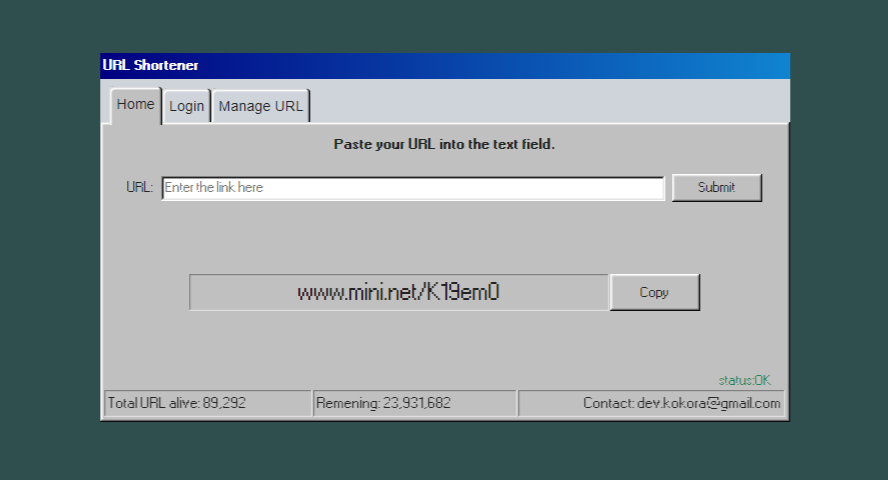 URL Shortener
Home Login Manage URL
Paste your URL into the text field.
URL: Enter the link here Submit
www.mini.net/K19em0 Copy
status:OK
Total URL alive: 89,292 Remening: 23,931,682 Contact: dev.kokora@gmail.com